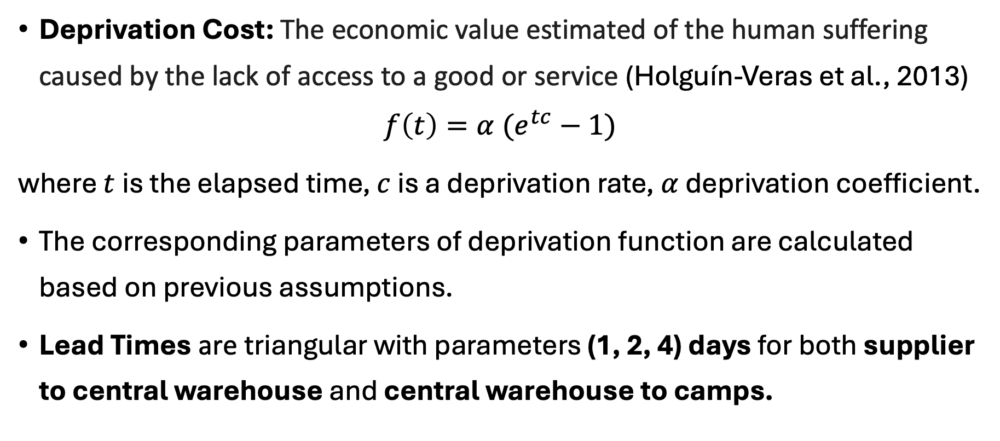 • Deprivation Cost: The economic value estimated of the human suffering
caused by the lack of access to a good or service (Holguín-Veras et al., 2013)
f(t) = α (e^{tc} − 1)
where t is the elapsed time, c is a deprivation rate, α deprivation coefficient.
• The corresponding parameters of deprivation function are calculated
based on previous assumptions.
• Lead Times are triangular with parameters (1, 2, 4) days for both supplier
to central warehouse and central warehouse to camps.